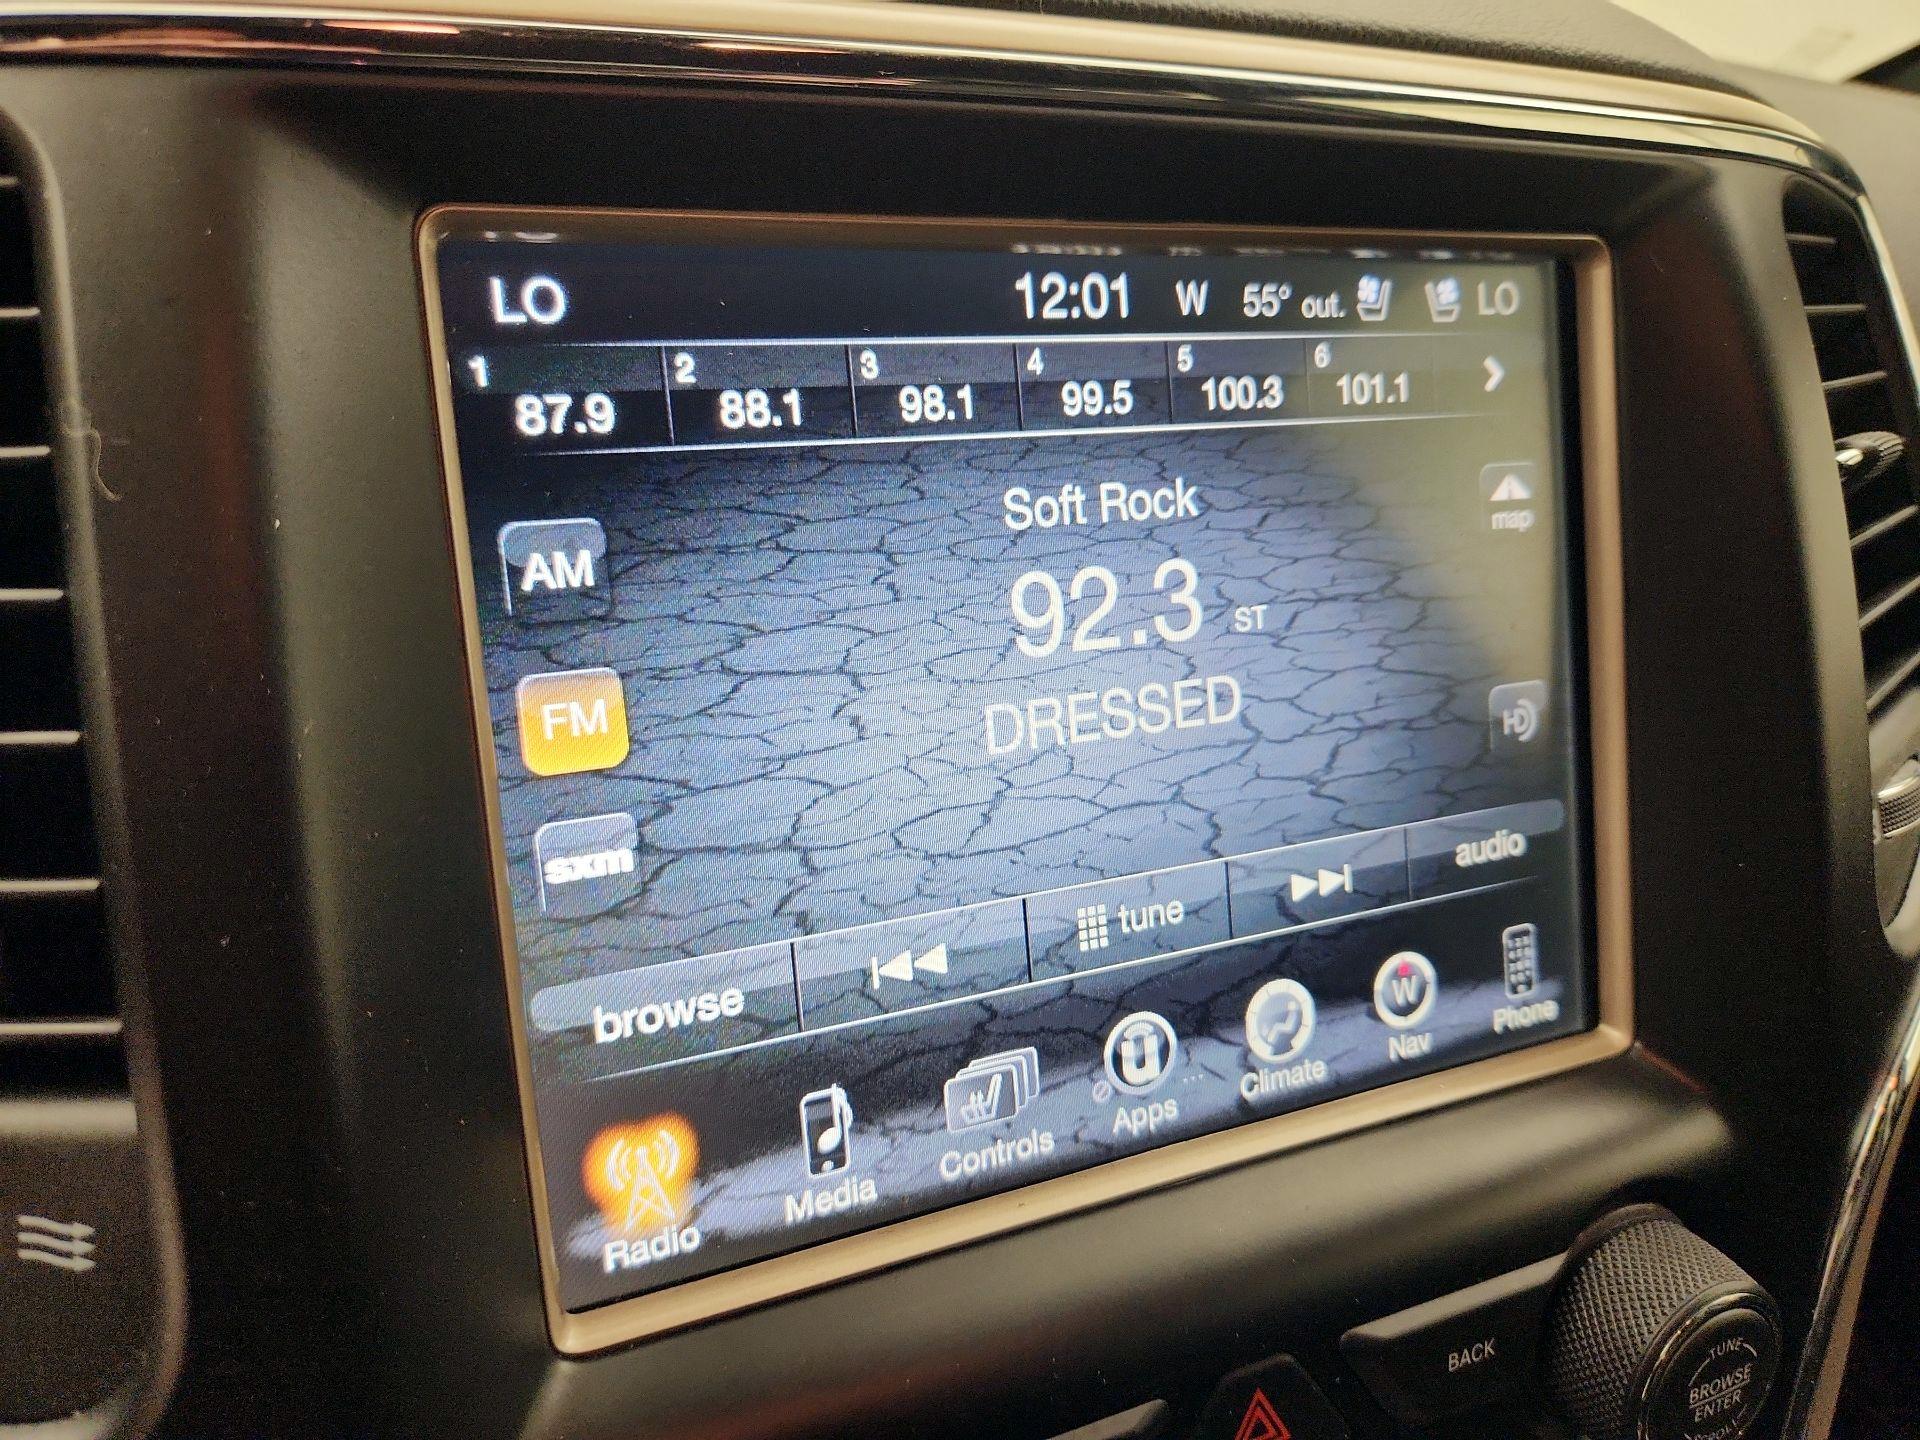 LO 12:01 W 55° out. LO
1 2 3 4 5 6
87.9 88.1 98.1 99.5 100.3 101.1
Soft Rock
map
AM
92.3 ST
FM
DRESSED
HD
sxm
browse tune audio
Radio Media Controls Apps Climate Nav Phone
W
BACK
TUNE
BROWSE
ENTER
SCROLL